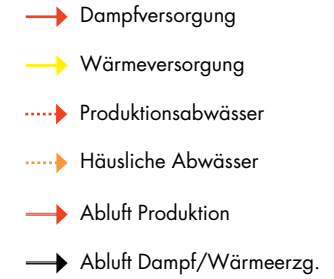 Dampfversorgung
Wärmeversorgung
Produktionsabwässer
Häusliche Abwässer
Abluft Produktion
Abluft Dampf/Wärmeerzg.